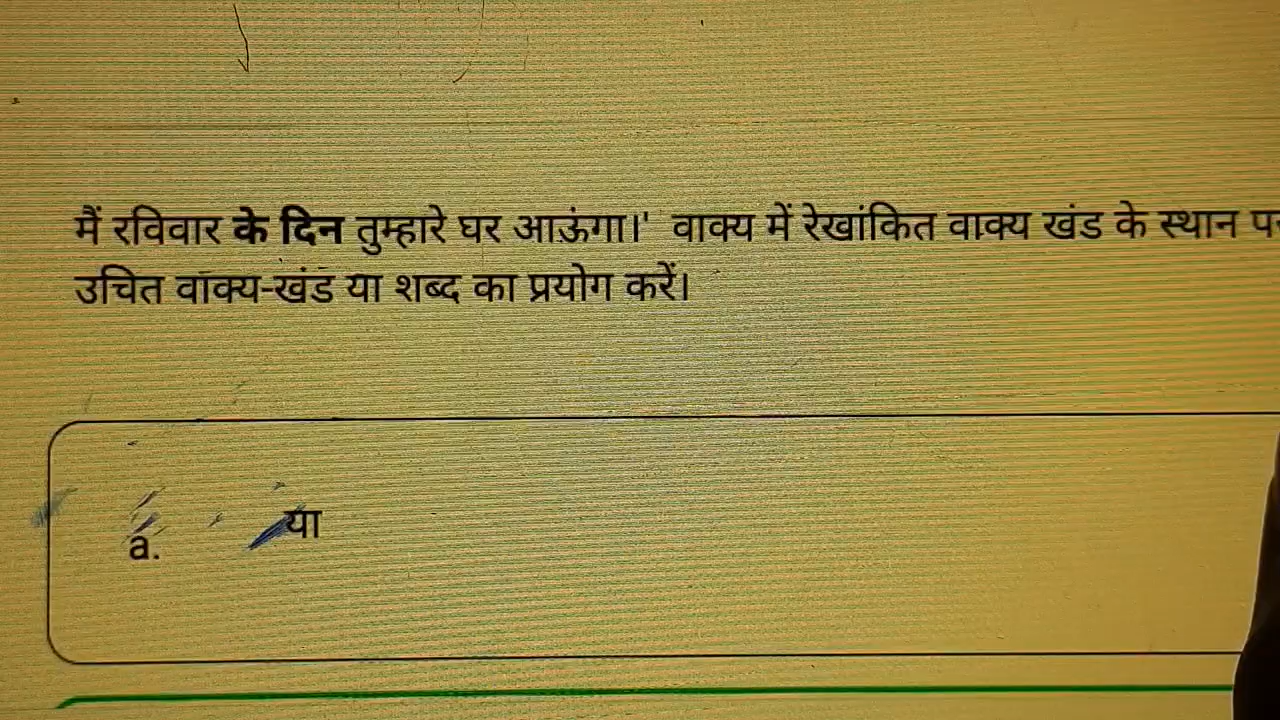 मैं रविवार के दिन तुम्हारे घर आऊंगा।' वाक्य में रेखांकित वाक्य खंड के स्थान पर
उचित वाक्य-खंड या शब्द का प्रयोग करें।
a. या